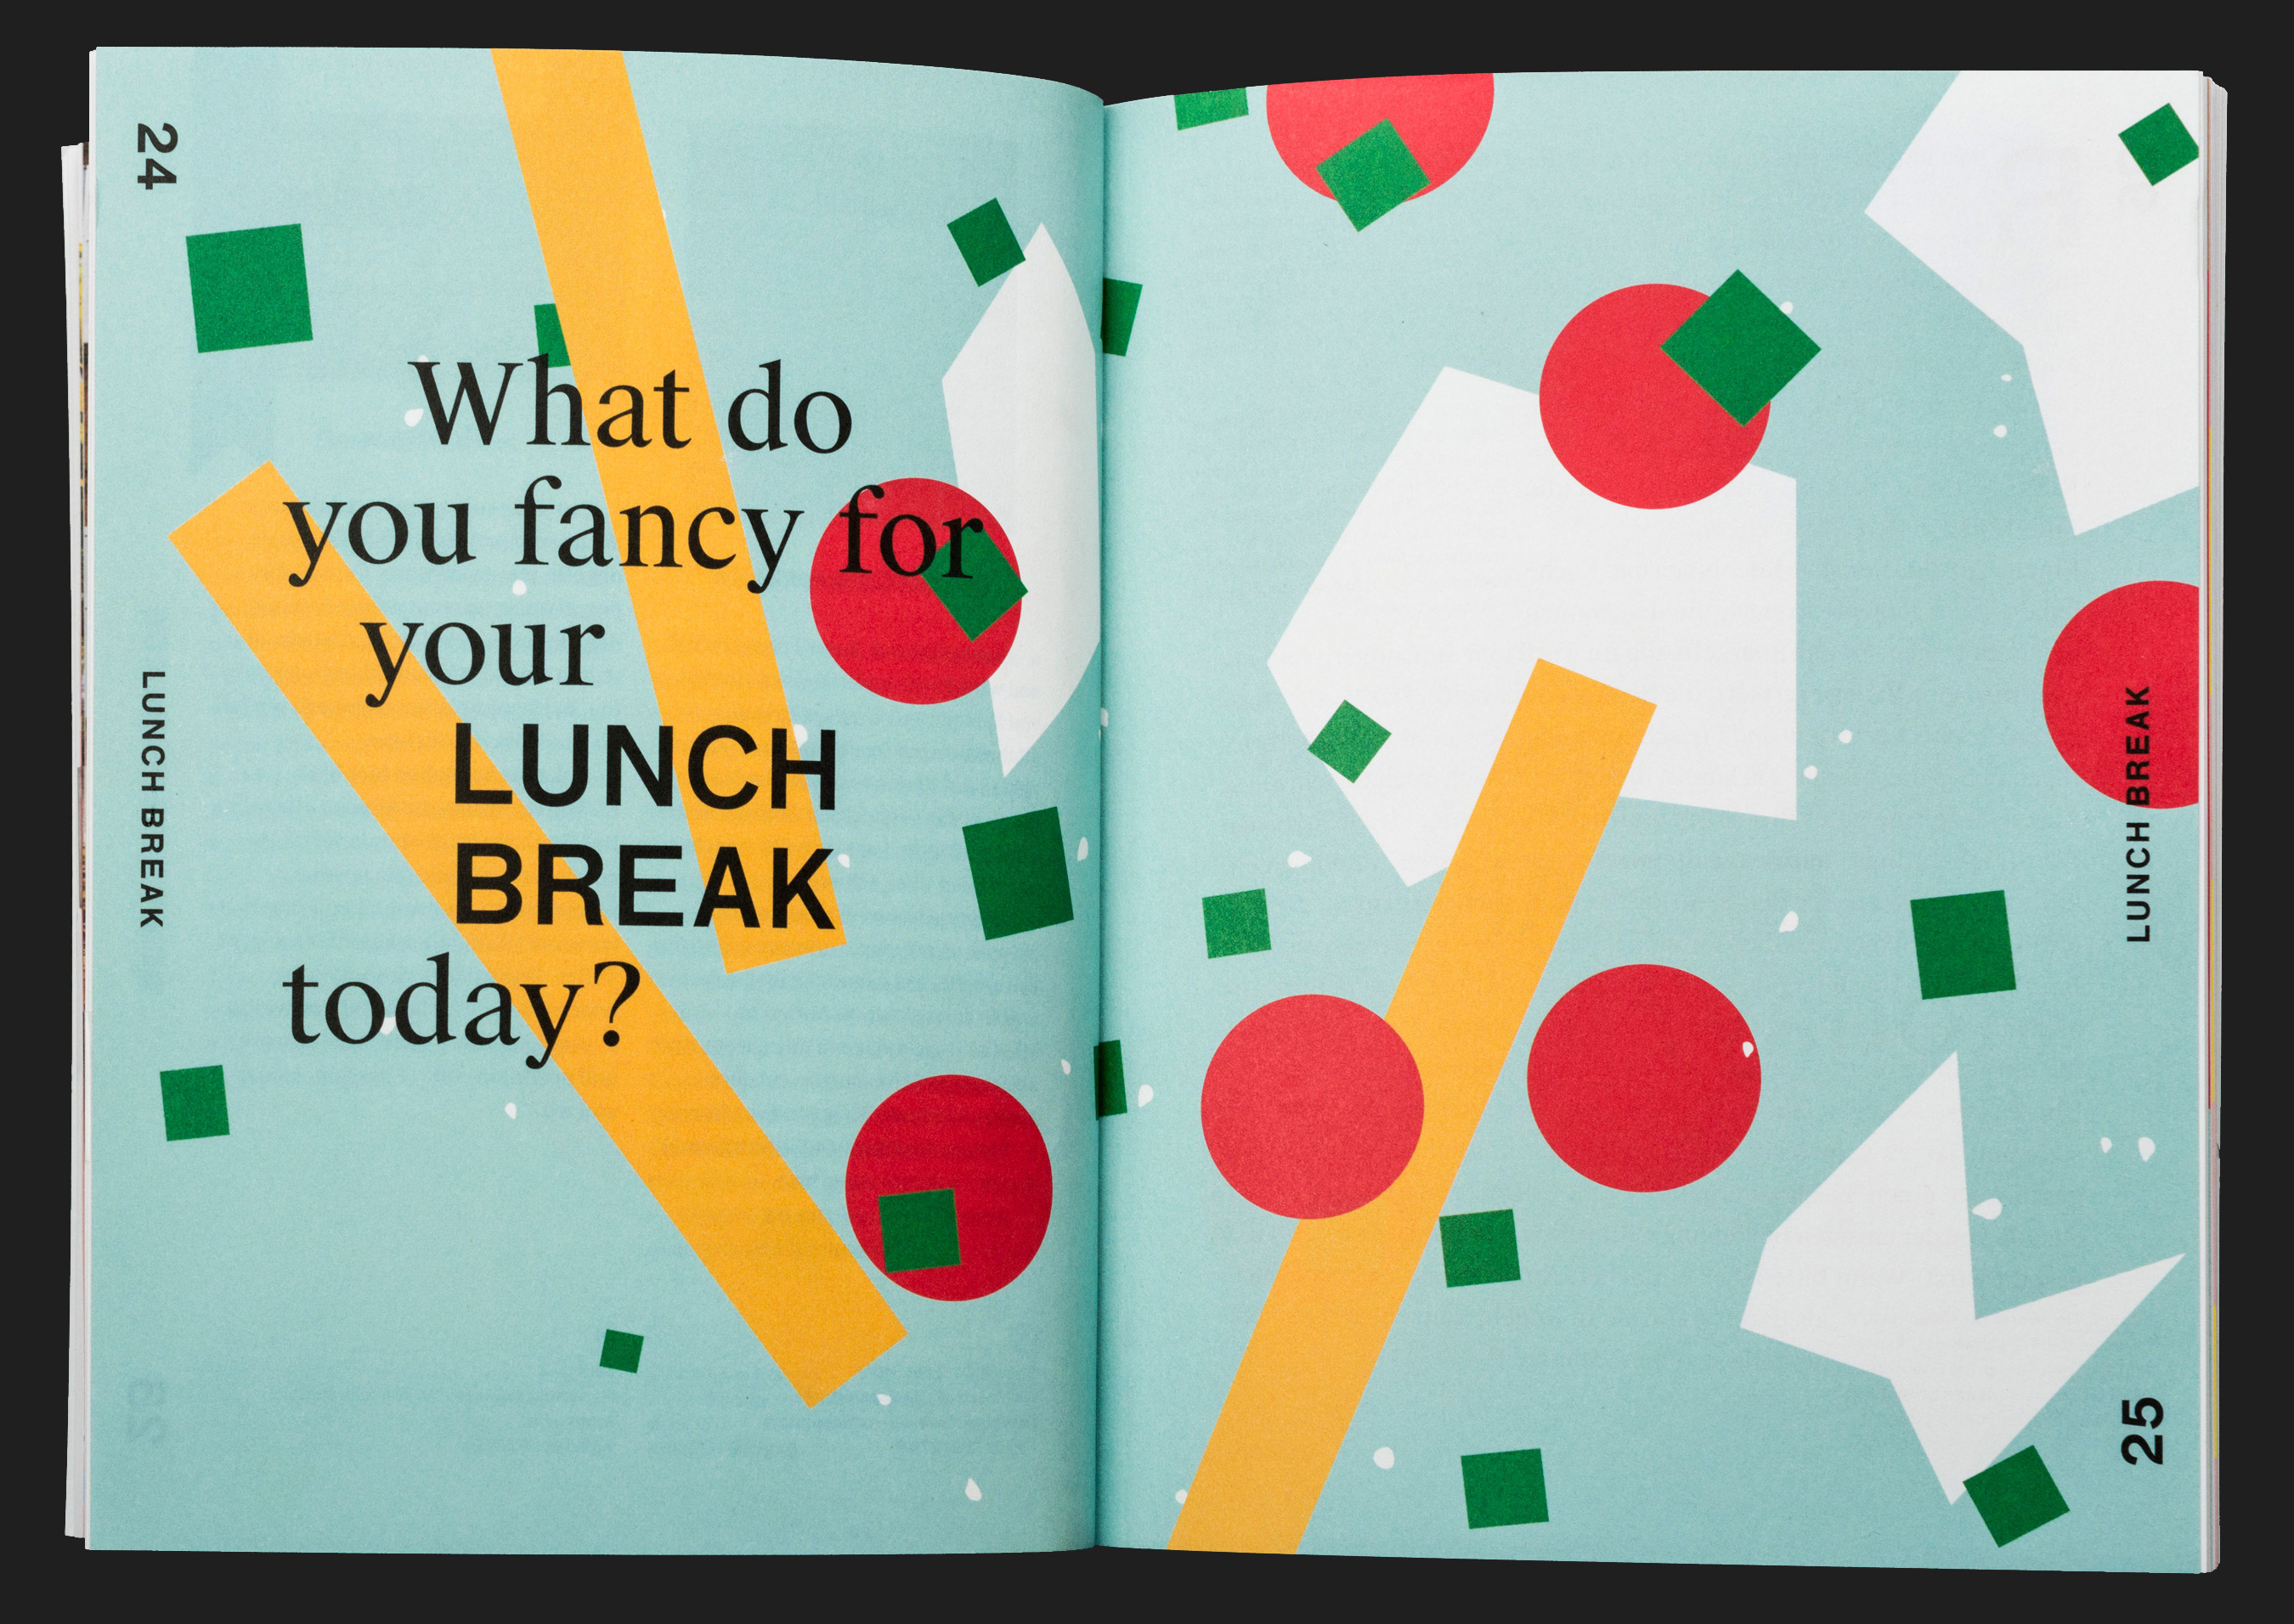 24
LUNCH BREAK
What do
you fancy for
your
LUNCH
BREAK
today?
LUNCH BREAK
25